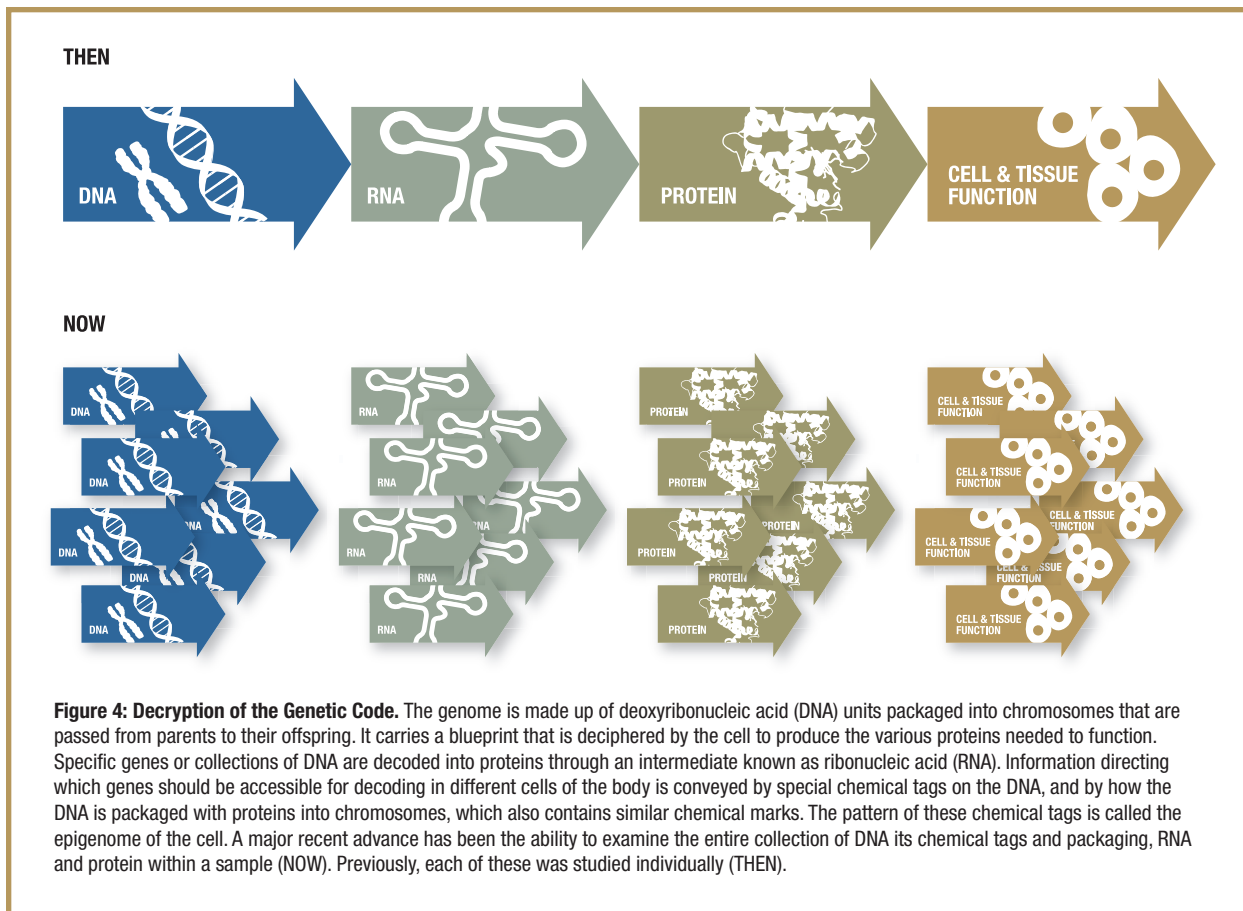 THEN
DNA
RNA
PROTEIN
CELL & TISSUE
FUNCTION
NOW
DNA
RNA
PROTEIN
CELL & TISSUE
FUNCTION
DNA
RNA
PROTEIN
CELL & TISSUE
FUNCTION
DNA
RNA
PROTEIN
CELL & TISSUE
FUNCTION
DNA
RNA
PROTEIN
CELL & TISSUE
FUNCTION
DNA
RNA
PROTEIN
CELL & TISSUE
FUNCTION
DNA
RNA
PROTEIN
CELL & TISSUE
FUNCTION
Figure 4: Decryption of the Genetic Code. The genome is made up of deoxyribonucleic acid (DNA) units packaged into chromosomes that are
passed from parents to their offspring. It carries a blueprint that is deciphered by the cell to produce the various proteins needed to function.
Specific genes or collections of DNA are decoded into proteins through an intermediate known as ribonucleic acid (RNA). Information directing
which genes should be accessible for decoding in different cells of the body is conveyed by special chemical tags on the DNA, and by how the
DNA is packaged with proteins into chromosomes, which also contains similar chemical marks. The pattern of these chemical tags is called the
epigenome of the cell. A major recent advance has been the ability to examine the entire collection of DNA its chemical tags and packaging, RNA
and protein within a sample (NOW). Previously, each of these was studied individually (THEN).